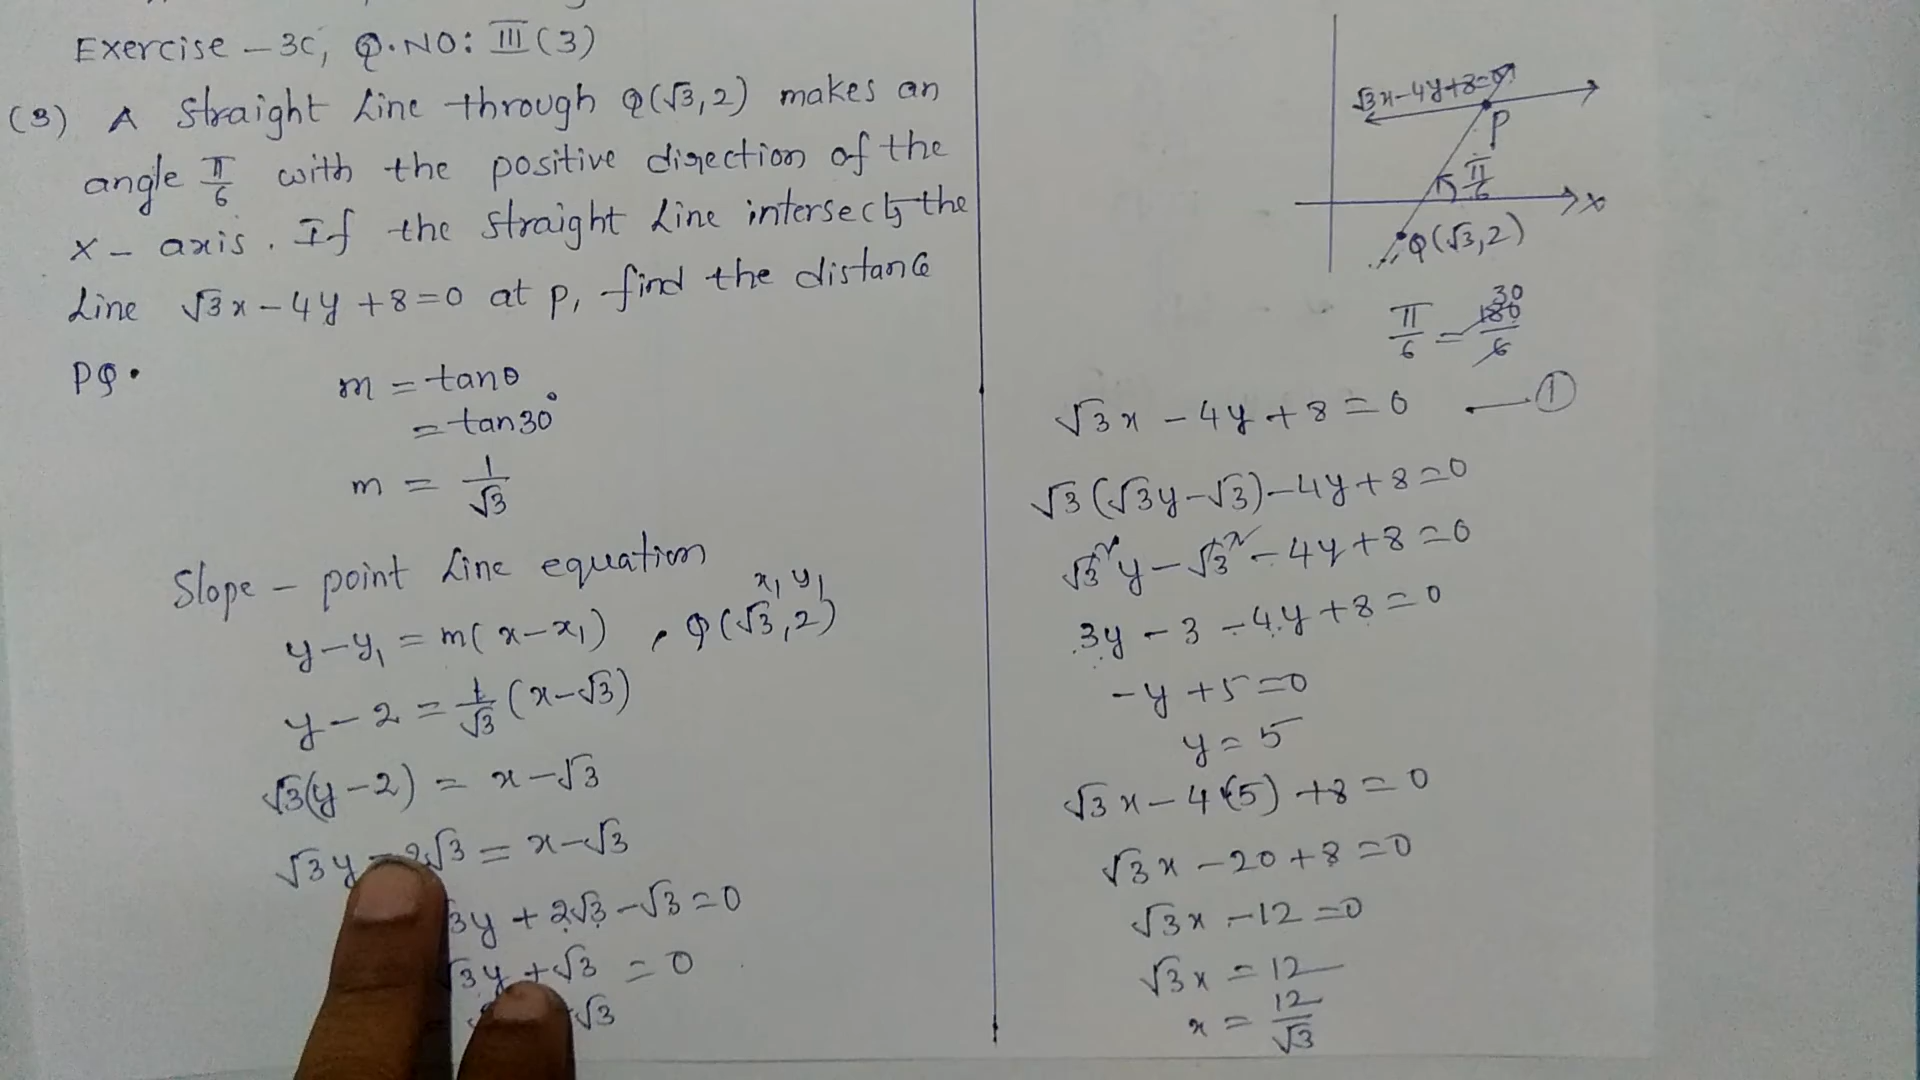 Exercise - 3C, Q.NO: III (3)
(3) A straight Line through Q(√3,2) makes an
angle π/6 with the positive direction of the
X - axis. If the straight Line intersects the
Line √3x - 4y + 8 = 0 at P, find the distance
PQ.
m = tanθ
= tan30°
m = 1/√3
Slope - point Line equation
y - y₁ = m(x - x₁), Q(√3,2)
x₁ y₁
y - 2 = 1/√3 (x - √3)
√3(y - 2) = x - √3
√3y - 2√3 = x - √3
3y + 2√3 - √3 = 0
√3y + √3 = 0
√3
√3x - 4y + 8 = 0
P
π/6
x
Q(√3,2)
π/6 = 180/6 30
√3x - 4y + 8 = 0 — ①
√3(√3y - √3) - 4y + 8 = 0
√3²y - √3² - 4y + 8 = 0
3y - 3 - 4y + 8 = 0
-y + 5 = 0
y = 5
√3x - 4(5) + 8 = 0
√3x - 20 + 8 = 0
√3x - 12 = 0
√3x = 12
x = 12/√3